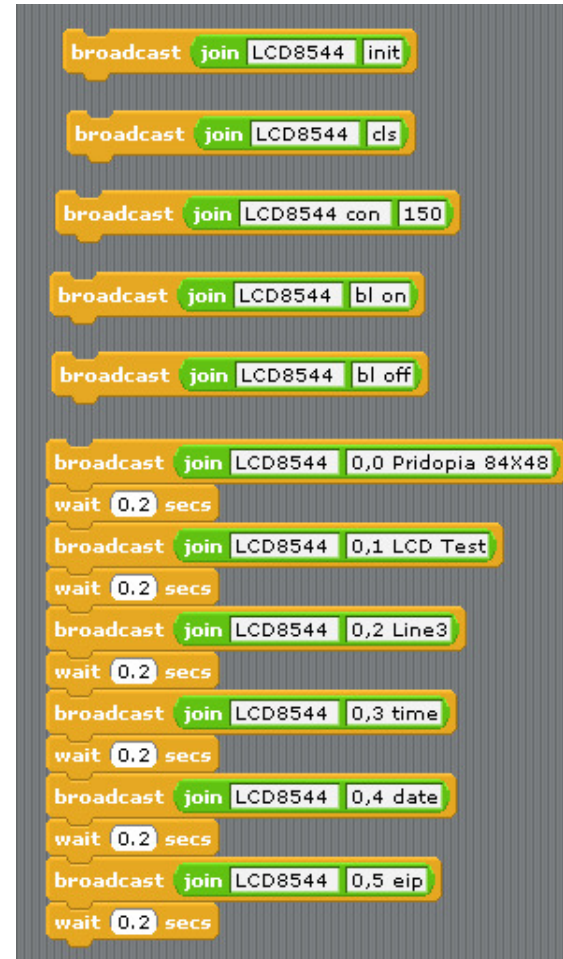 broadcast join LCD8544 init
broadcast join LCD8544 cls
broadcast join LCD8544 con 150
broadcast join LCD8544 bl on
broadcast join LCD8544 bl off
broadcast join LCD8544 0,0 Pridopia 84X48
wait 0.2 secs
broadcast join LCD8544 0,1 LCD Test
wait 0.2 secs
broadcast join LCD8544 0,2 Line3
wait 0.2 secs
broadcast join LCD8544 0,3 time
wait 0.2 secs
broadcast join LCD8544 0,4 date
wait 0.2 secs
broadcast join LCD8544 0,5 eip
wait 0.2 secs